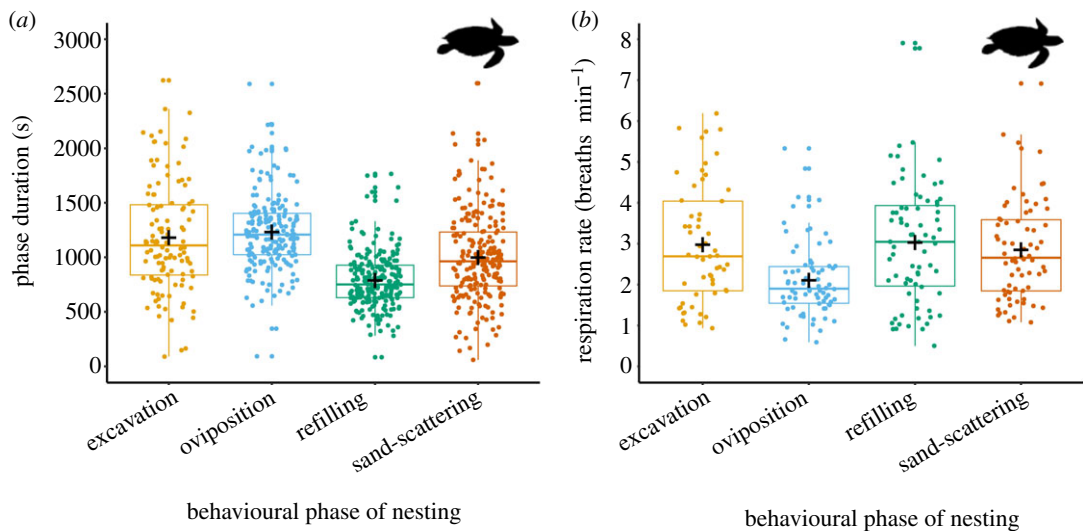 (a)
3000
2500
2000
1500
1000
500
0
phase duration (s)
excavation
oviposition
refilling
sand-scattering
behavioural phase of nesting
(b)
8
7
6
5
4
3
2
1
0
respiration rate (breaths min⁻¹)
excavation
oviposition
refilling
sand-scattering
behavioural phase of nesting